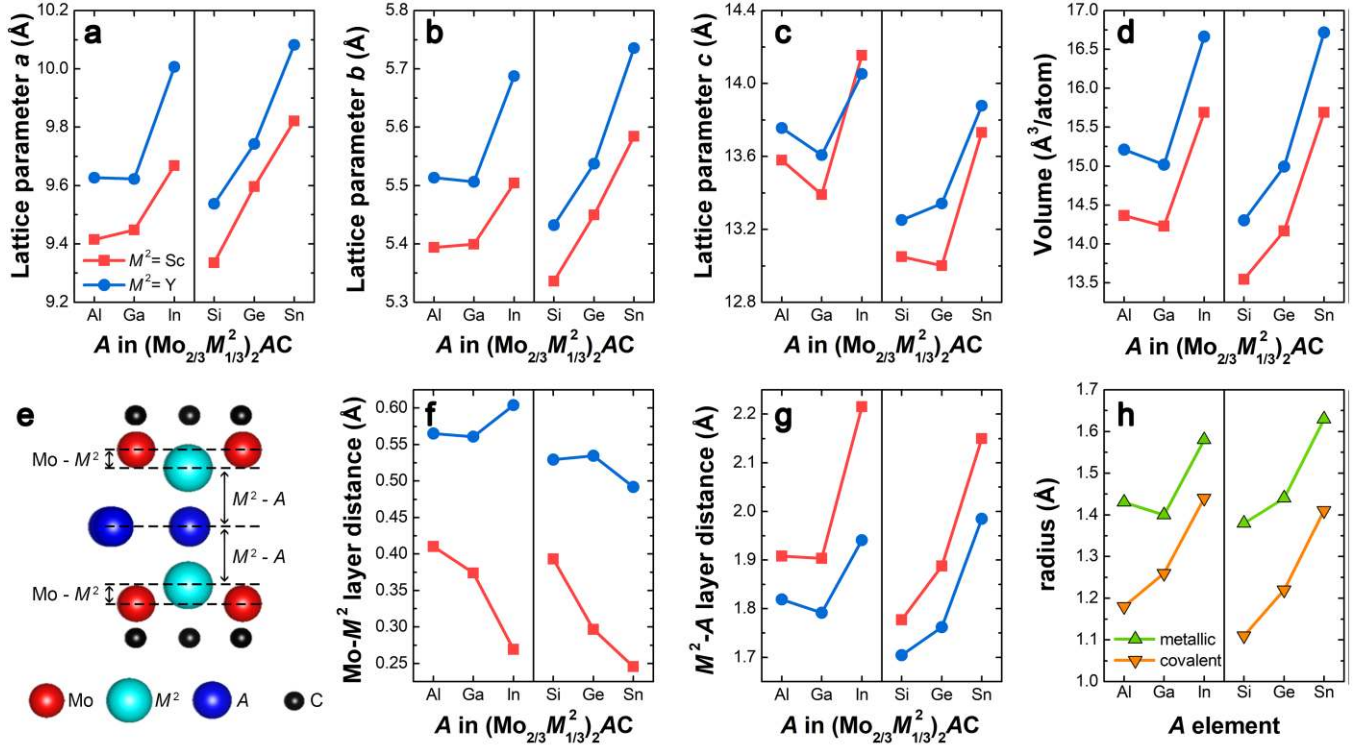 a
Lattice parameter a (Å)
10.2
10.0
9.8
9.6
9.4
9.2
M² = Sc
M² = Y
Al Ga In Si Ge Sn
A in (Mo2/3M²1/3)2AC
b
Lattice parameter b (Å)
5.8
5.7
5.6
5.5
5.4
5.3
Al Ga In Si Ge Sn
A in (Mo2/3M²1/3)2AC
c
Lattice parameter c (Å)
14.4
14.0
13.6
13.2
12.8
Al Ga In Si Ge Sn
A in (Mo2/3M²1/3)2AC
d
Volume (Å³/atom)
17.0
16.5
16.0
15.5
15.0
14.5
14.0
13.5
Al Ga In Si Ge Sn
A in (Mo2/3M²1/3)2AC
e
Mo - M²
M² - A
M² - A
Mo - M²
Mo M² A C
f
Mo-M² layer distance (Å)
0.60
0.55
0.50
0.45
0.40
0.35
0.30
0.25
Al Ga In Si Ge Sn
A in (Mo2/3M²1/3)2AC
g
M²-A layer distance (Å)
2.2
2.1
2.0
1.9
1.8
1.7
Al Ga In Si Ge Sn
A in (Mo2/3M²1/3)2AC
h
radius (Å)
1.7
1.6
1.5
1.4
1.3
1.2
1.1
1.0
metallic
covalent
Al Ga In Si Ge Sn
A element